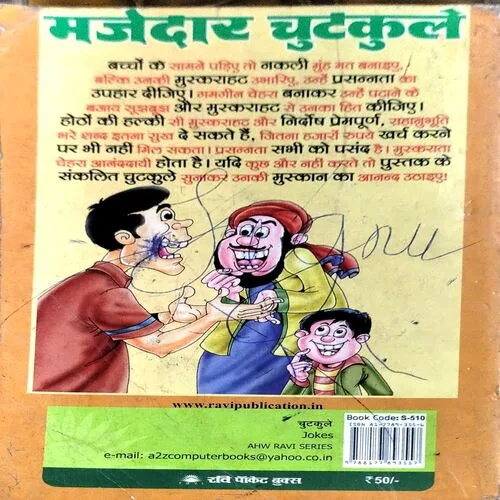 मजेदार चुटकुले
बच्चों के सामने पड़िए तो नकली मुंह मत बनाइए,
बल्कि उनकी मुस्कराहट उभारिए, उन्हें प्रसन्नता का
उपहार दीजिए। गमगीन चेहरा बनाकर उन्हें पटाने के
बजाय सूझबूझ और मुस्कराहट से उनका हित कीजिए।
होठों की हल्की सी मुस्कराहट और निर्दोष प्रेमपूर्ण, सहानुभूति
भरे शब्द इतना सुख दे सकते हैं, जितना हजारों रुपये खर्च करने
पर भी नहीं मिल सकता। प्रसन्नता सभी को पसंद है। मुस्कराता
चेहरा आनन्ददायी होता है। यदि कुछ और नहीं करते तो पुस्तक के
संकलित चुटकुले सुनाकर उनकी मुस्कान का आनन्द उठाइए!
www.ravipublication.in
Book Code: S-510
चुटकुले
Jokes
AHW RAVI SERIES
e-mail: a2zcomputerbooks@yahoo.co.in
रवि पॉकेट बुक्स
₹50/-